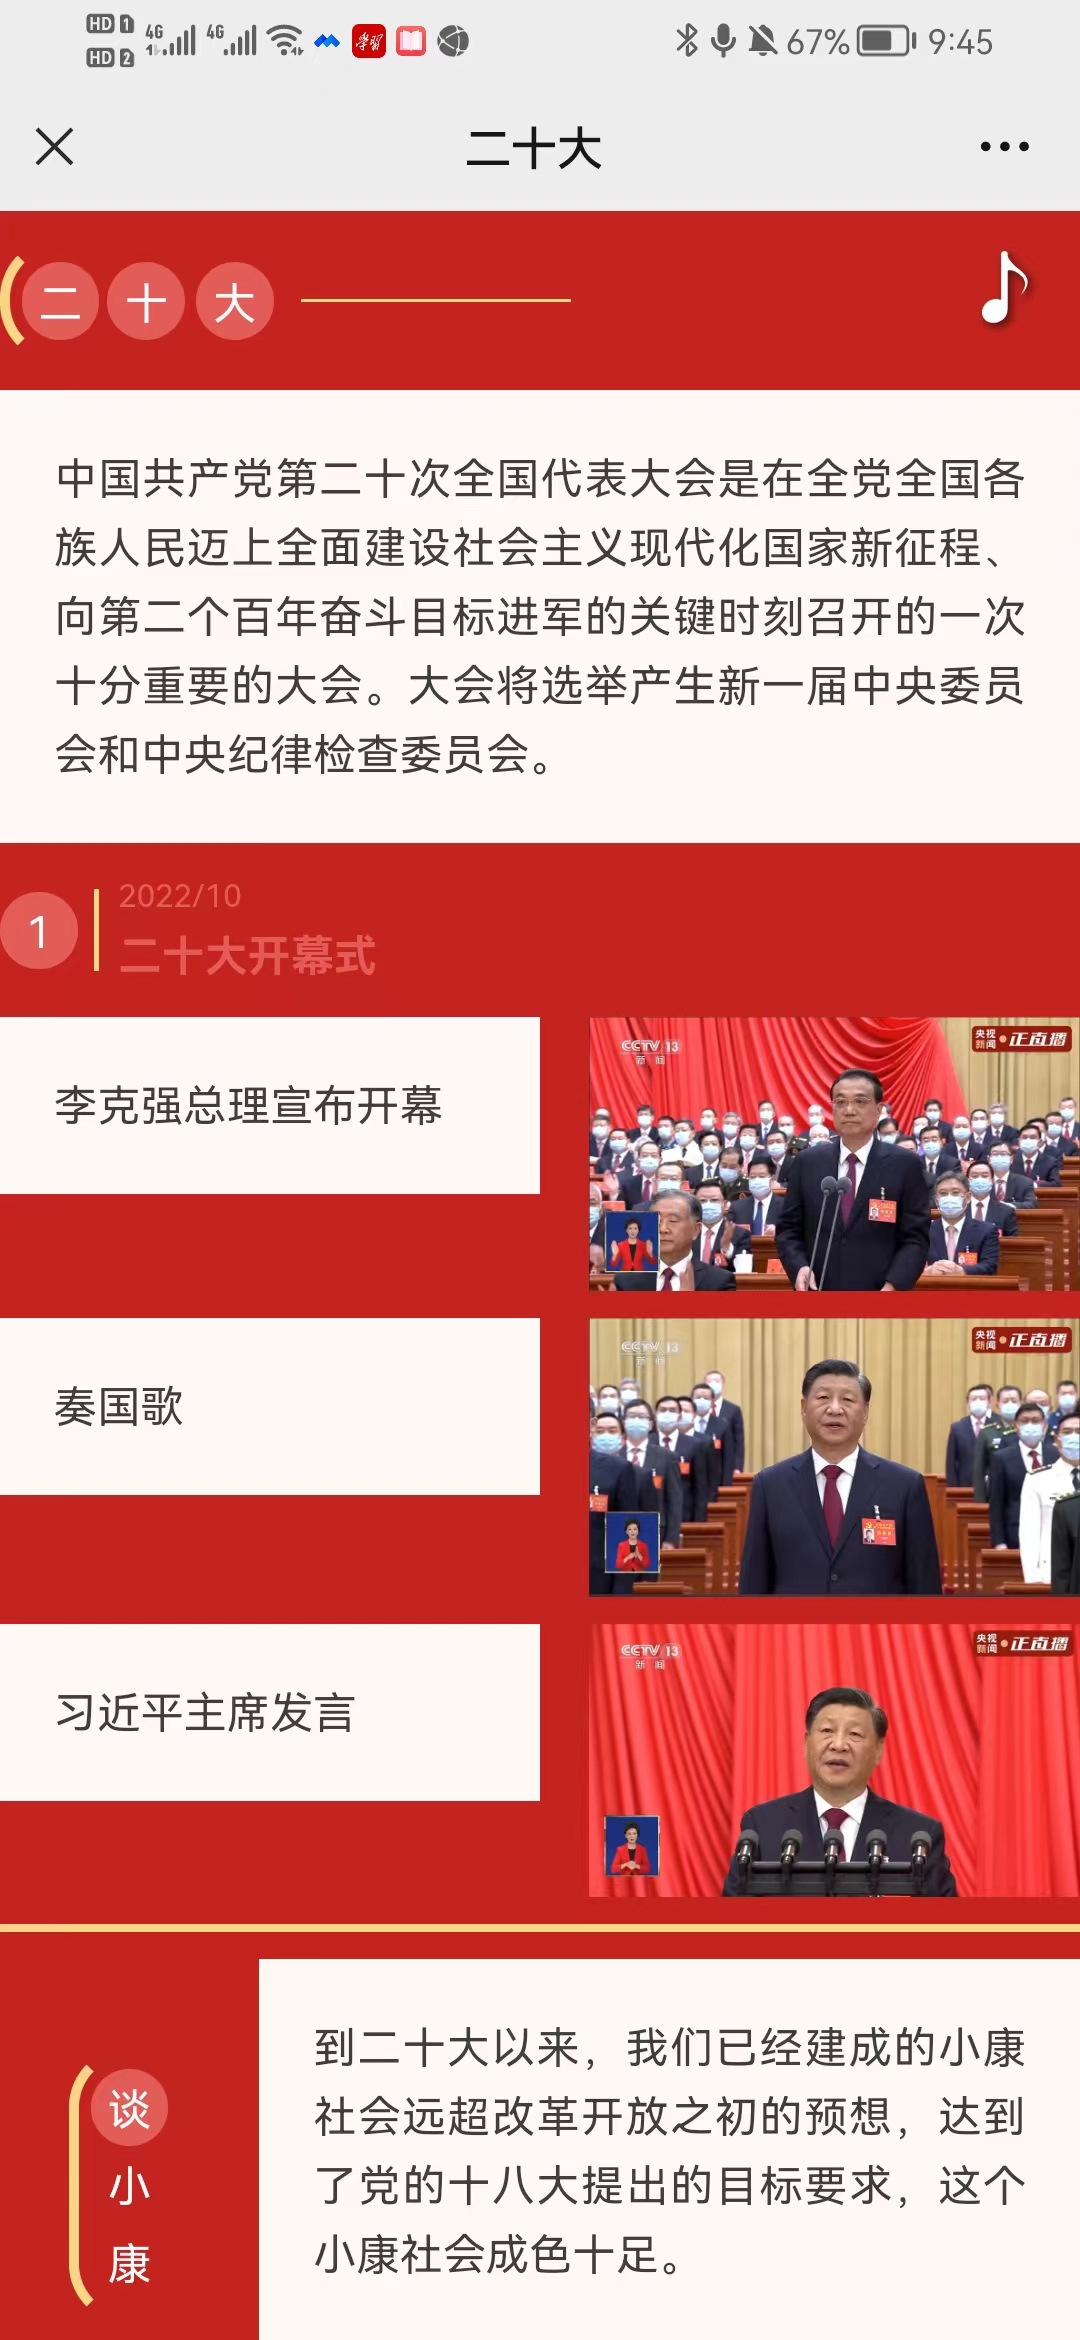 HD 1 4G 4G 67% 9:45
HD 2
学习
二十大
二十大
中国共产党第二十次全国代表大会是在全党全国各
族人民迈上全面建设社会主义现代化国家新征程、
向第二个百年奋斗目标进军的关键时刻召开的一次
十分重要的大会。大会将选举产生新一届中央委员
会和中央纪律检查委员会。
1
2022/10
二十大开幕式
李克强总理宣布开幕
CCTV 13
新闻
央视
新闻
正直播
奏国歌
CCTV 13
新闻
央视
新闻
正直播
习近平主席发言
CCTV 13
新闻
央视
新闻
正直播
谈
小
康
到二十大以来，我们已经建成的小康
社会远超改革开放之初的预想，达到
了党的十八大提出的目标要求，这个
小康社会成色十足。